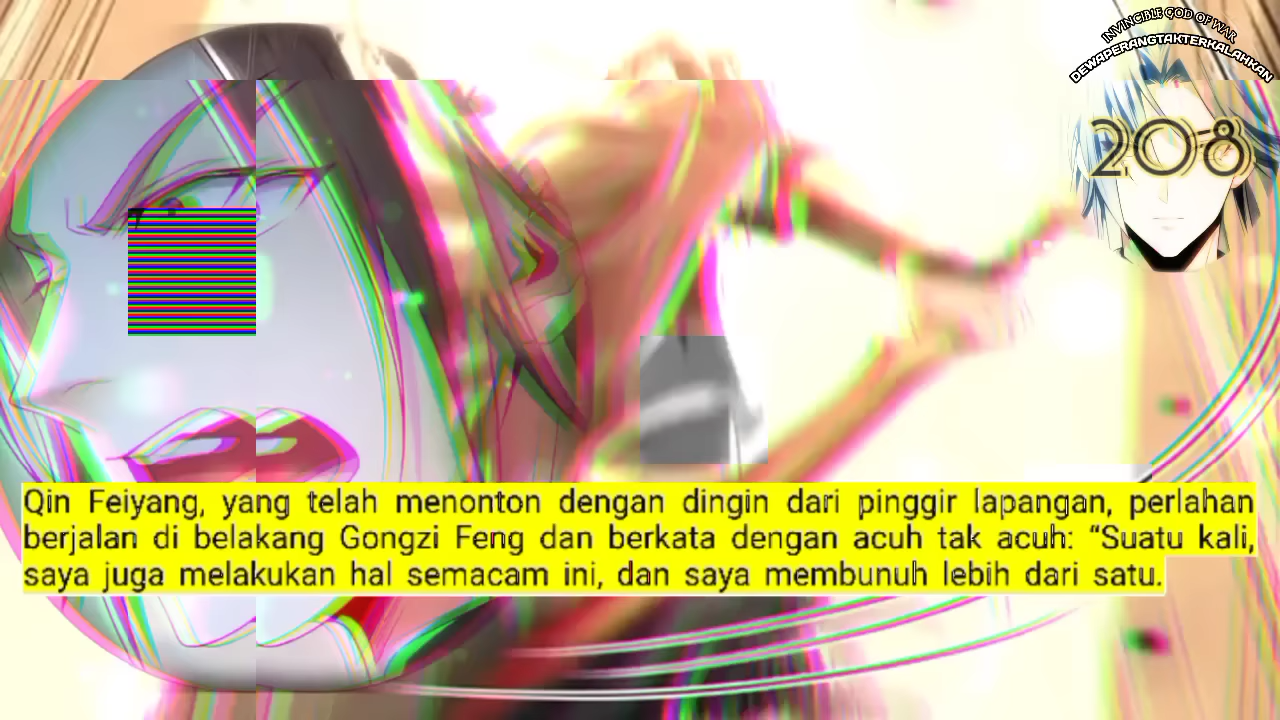 INVINCIBLE GOD OF WAR
DEWAPERANGTAKTERKALAHKAN
208
Qin Feiyang, yang telah menonton dengan dingin dari pinggir lapangan, perlahan
berjalan di belakang Gongzi Feng dan berkata dengan acuh tak acuh: “Suatu kali,
saya juga melakukan hal semacam ini, dan saya membunuh lebih dari satu.